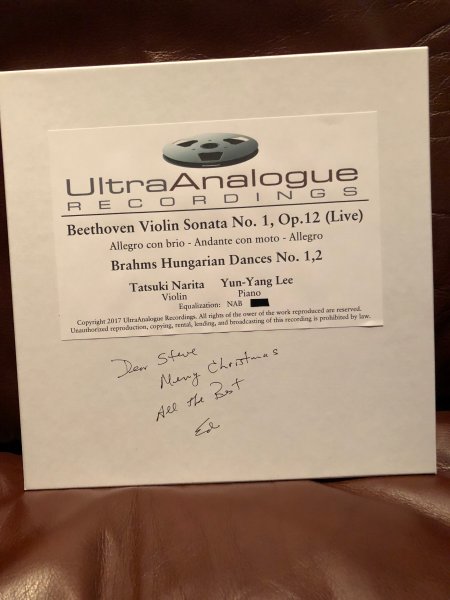 UltraAnalogue
RECORDINGS
Beethoven Violin Sonata No. 1, Op.12 (Live)
Allegro con brio - Andante con moto - Allegro
Brahms Hungarian Dances No. 1,2
Tatsuki Narita Yun-Yang Lee
Violin Piano
Equalization: NAB
Copyright 2017 UltraAnalogue Recordings. All rights of the ower of the work reproduced are reserved.
Unauthorized reproduction, copying, rental, lending, and broadcasting of this recording is prohibited by law.
Dear Steve
Merry Christmas
All the Best
Ed